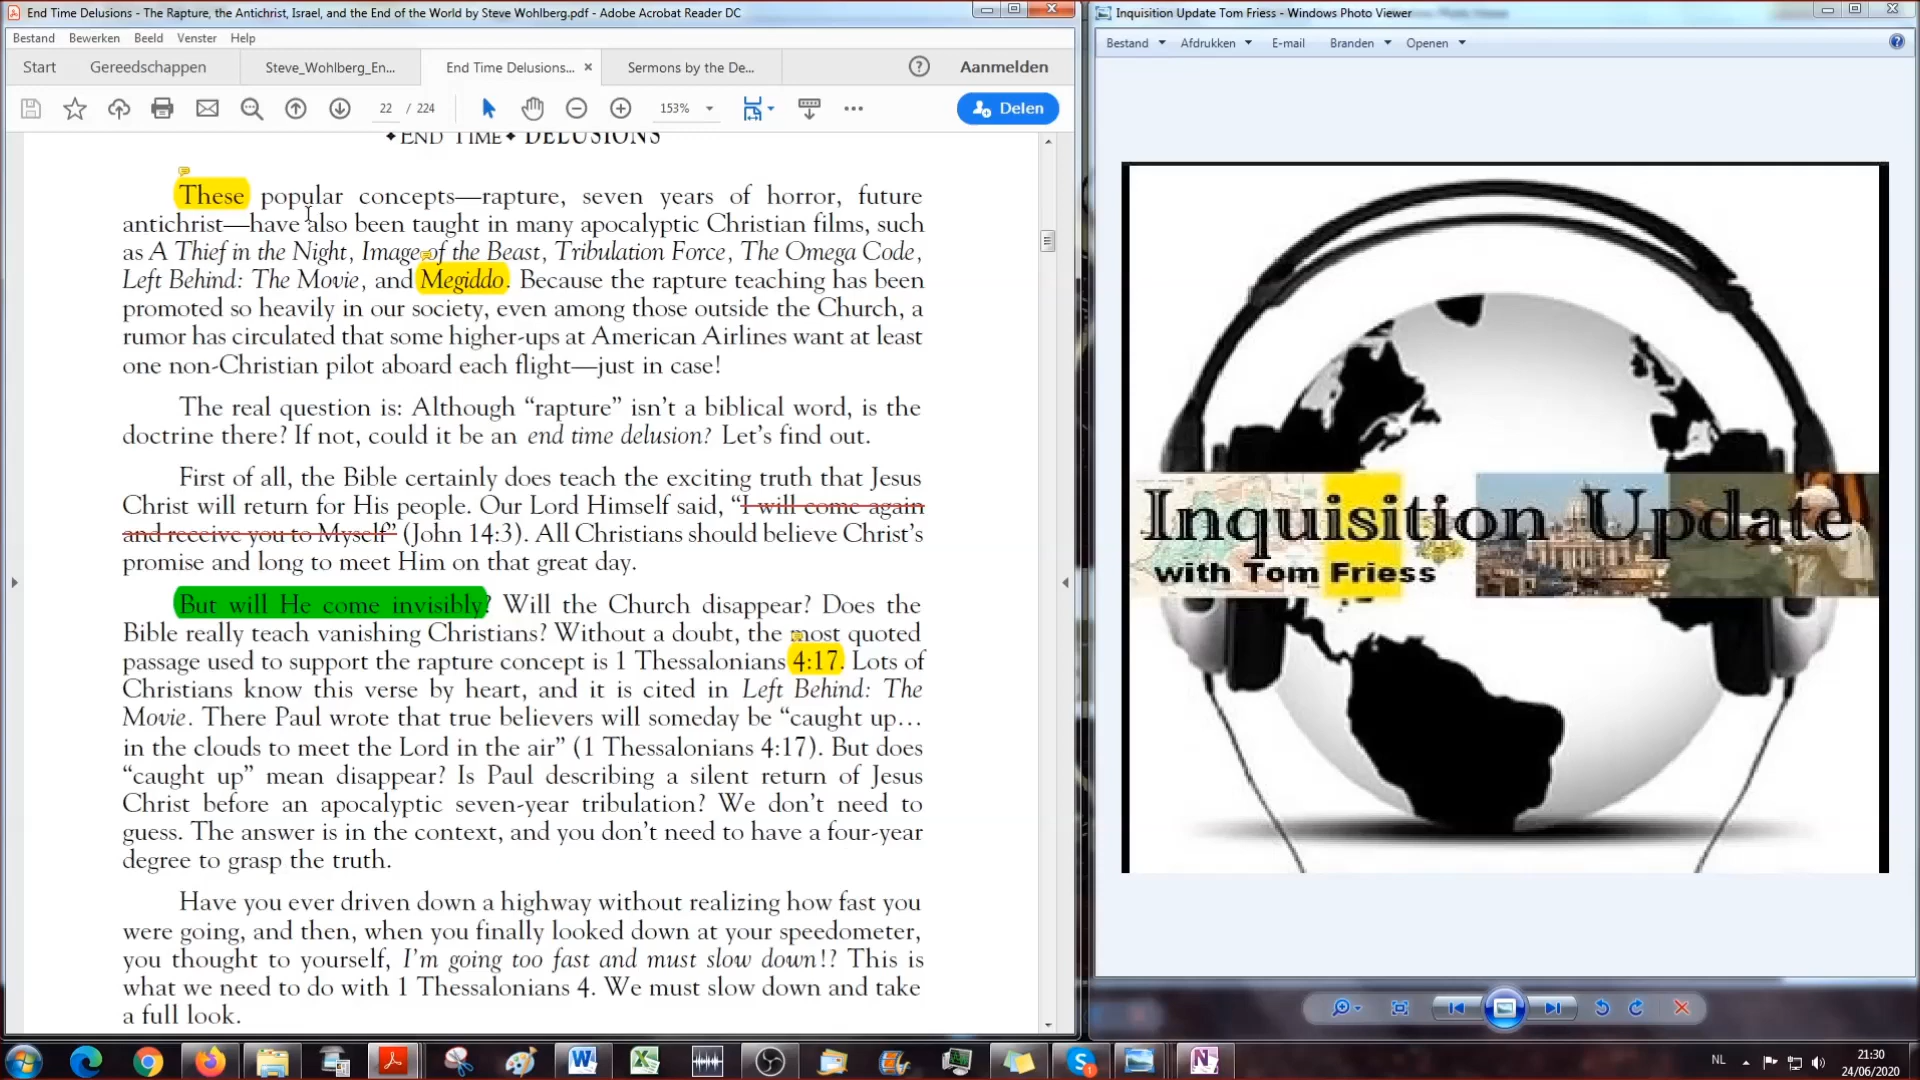 End Time Delusions - The Rapture, the Antichrist, Israel, and the End of the World by Steve Wohlberg.pdf - Adobe Acrobat Reader DC
Bestand Bewerken Beeld Venster Help
Start Gereedschappen Steve_Wohlberg_En... End Time Delusions... × Sermons by the De... ? Aanmelden
22 / 224 153% Delen
END TIME DELUSIONS
These popular concepts—rapture, seven years of horror, future
antichrist—have also been taught in many apocalyptic Christian films, such
as A Thief in the Night, Image of the Beast, Tribulation Force, The Omega Code,
Left Behind: The Movie, and Megiddo. Because the rapture teaching has been
promoted so heavily in our society, even among those outside the Church, a
rumor has circulated that some higher-ups at American Airlines want at least
one non-Christian pilot aboard each flight—just in case!
The real question is: Although “rapture” isn’t a biblical word, is the
doctrine there? If not, could it be an end time delusion? Let’s find out.
First of all, the Bible certainly does teach the exciting truth that Jesus
Christ will return for His people. Our Lord Himself said, “I will come again
and receive you to Myself” (John 14:3). All Christians should believe Christ’s
promise and long to meet Him on that great day.
But will He come invisibly? Will the Church disappear? Does the
Bible really teach vanishing Christians? Without a doubt, the most quoted
passage used to support the rapture concept is 1 Thessalonians 4:17. Lots of
Christians know this verse by heart, and it is cited in Left Behind: The
Movie. There Paul wrote that true believers will someday be “caught up…
in the clouds to meet the Lord in the air” (1 Thessalonians 4:17). But does
“caught up” mean disappear? Is Paul describing a silent return of Jesus
Christ before an apocalyptic seven-year tribulation? We don’t need to
guess. The answer is in the context, and you don’t need to have a four-year
degree to grasp the truth.
Have you ever driven down a highway without realizing how fast you
were going, and then, when you finally looked down at your speedometer,
you thought to yourself, I’m going too fast and must slow down!? This is
what we need to do with 1 Thessalonians 4. We must slow down and take
a full look.
Inquisition Update Tom Friess - Windows Photo Viewer
Bestand Afdrukken E-mail Branden Openen
Inquisition Update
with Tom Friess
NL
21:30
24/06/2020